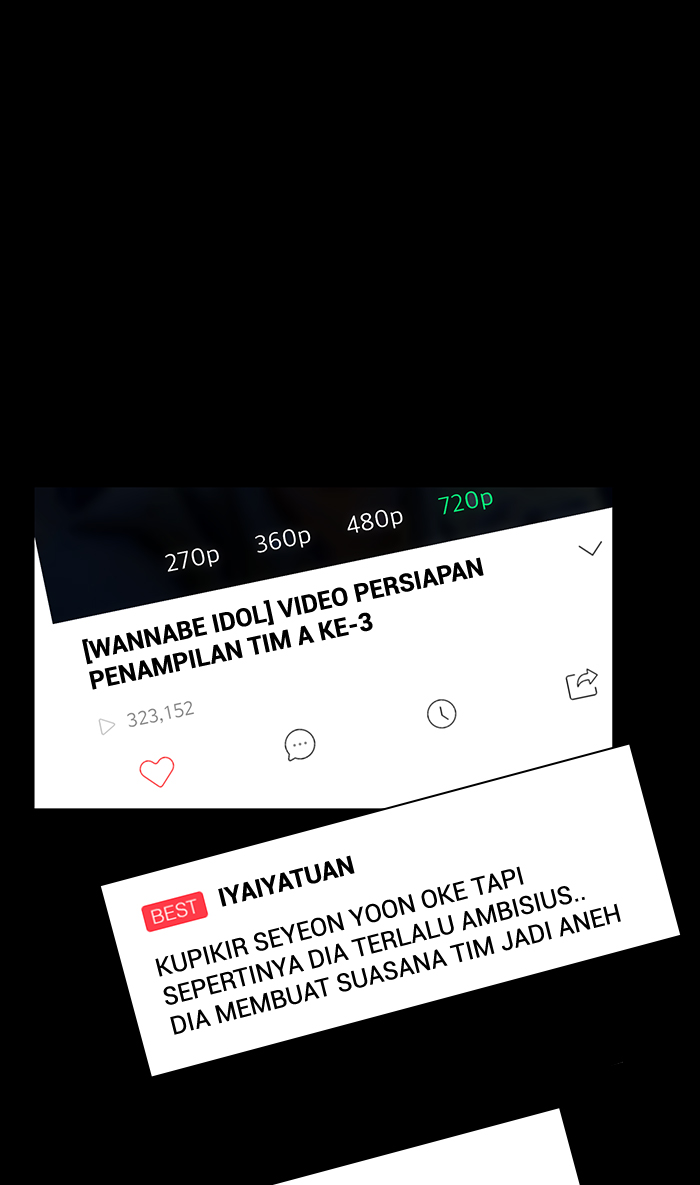 270p 360p 480p 720p
[WANNABE IDOL] VIDEO PERSIAPAN
PENAMPILAN TIM A KE-3
323,152
BEST IYAIYATUAN
KUPIKIR SEYEON YOON OKE TAPI
SEPERTINYA DIA TERLALU AMBISIUS..
DIA MEMBUAT SUASANA TIM JADI ANEH